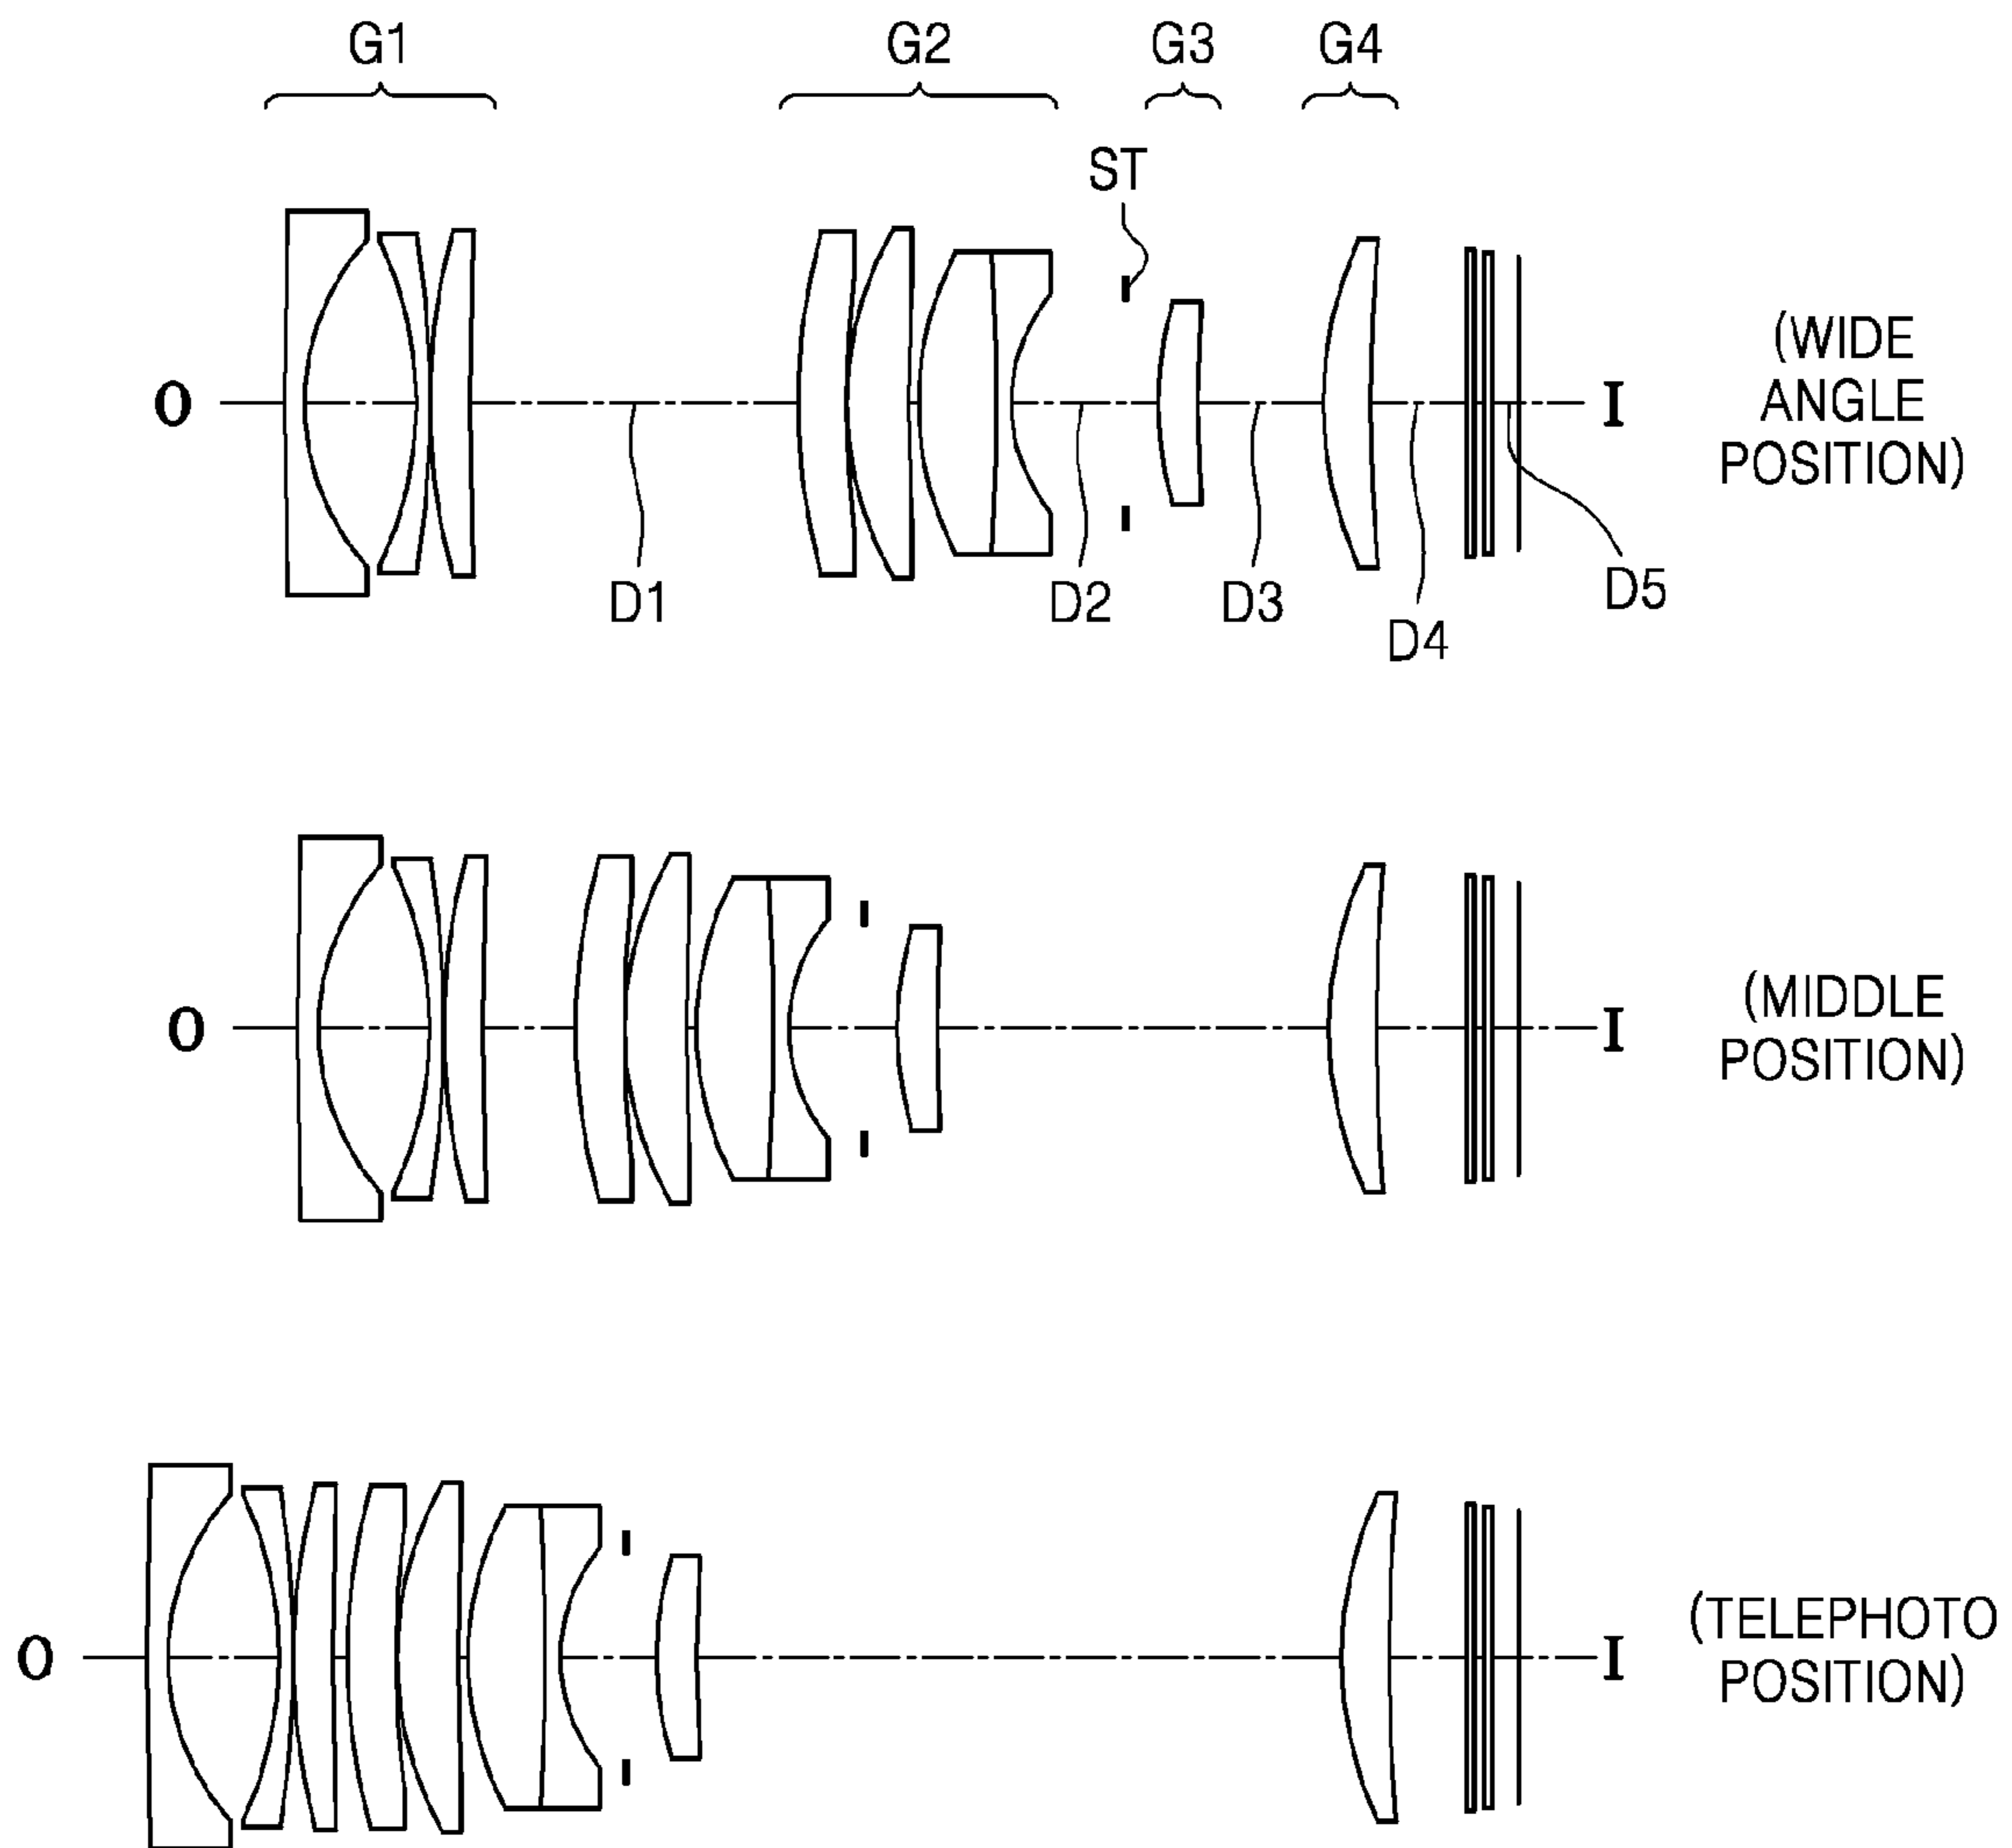 G1 G2 G3 G4
ST
O I
(WIDE
ANGLE
POSITION)
D1 D2 D3 D4 D5
O I
(MIDDLE
POSITION)
O I
(TELEPHOTO
POSITION)